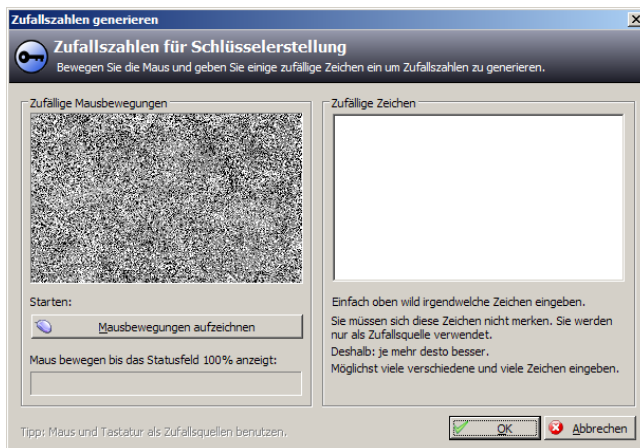 Zufallszahlen generieren
Zufallszahlen für Schlüsselerstellung
Bewegen Sie die Maus und geben Sie einige zufällige Zeichen ein um Zufallszahlen zu generieren.
Zufällige Mausbewegungen
Starten:
Mausbewegungen aufzeichnen
Maus bewegen bis das Statusfeld 100% anzeigt:
Zufällige Zeichen
Einfach oben wild irgendwelche Zeichen eingeben.
Sie müssen sich diese Zeichen nicht merken. Sie werden
nur als Zufallsquelle verwendet.
Deshalb: je mehr desto besser.
Möglichst viele verschiedene und viele Zeichen eingeben.
Tipp: Maus und Tastatur als Zufallsquellen benutzen.
OK
Abbrechen